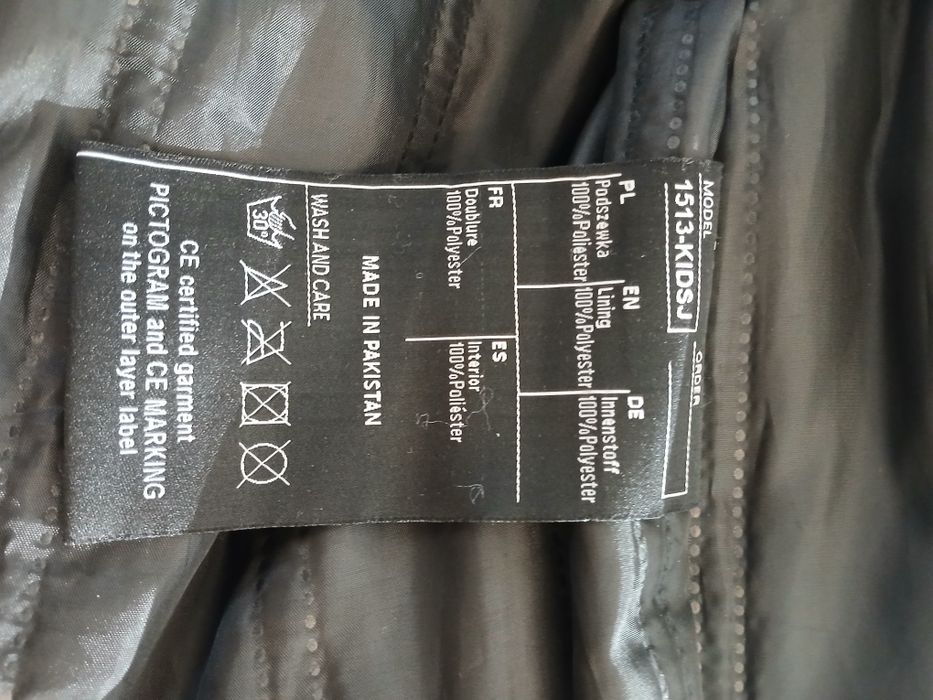 MODEL
1513-KIDSJ
ORDER
PL
Podszewka
100%Poliester
EN
Lining
100%Polyester
DE
Innenstoff
100%Polyester
FR
Doublure
100%Polyester
ES
Interior
100%Poliéster
MADE IN PAKISTAN
WASH AND CARE
30°
CE certified garment
PICTOGRAM and CE MARKING
on the outer layer label